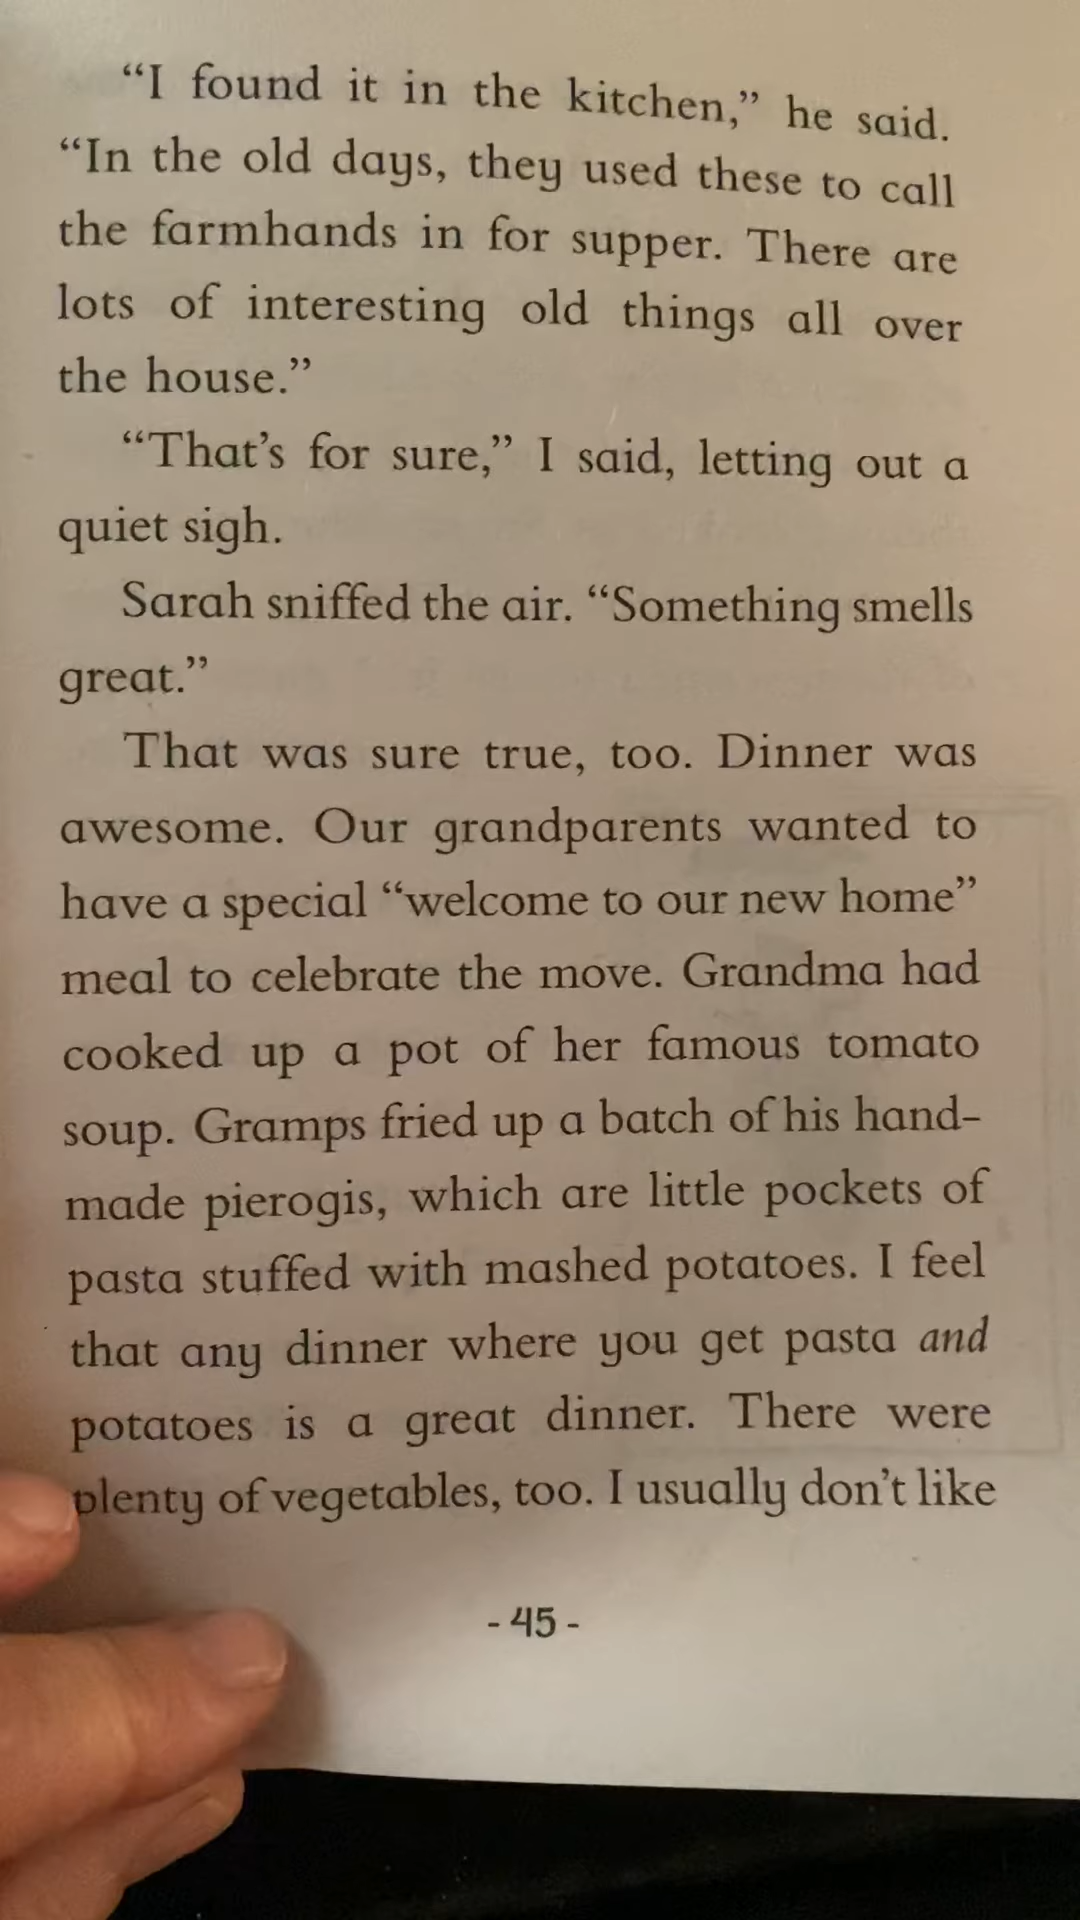 “I found it in the kitchen,” he said.
“In the old days, they used these to call
the farmhands in for supper. There are
lots of interesting old things all over
the house.”
“That’s for sure,” I said, letting out a
quiet sigh.
Sarah sniffed the air. “Something smells
great.”
That was sure true, too. Dinner was
awesome. Our grandparents wanted to
have a special “welcome to our new home”
meal to celebrate the move. Grandma had
cooked up a pot of her famous tomato
soup. Gramps fried up a batch of his hand-
made pierogis, which are little pockets of
pasta stuffed with mashed potatoes. I feel
that any dinner where you get pasta and
potatoes is a great dinner. There were
plenty of vegetables, too. I usually don’t like
- 45 -